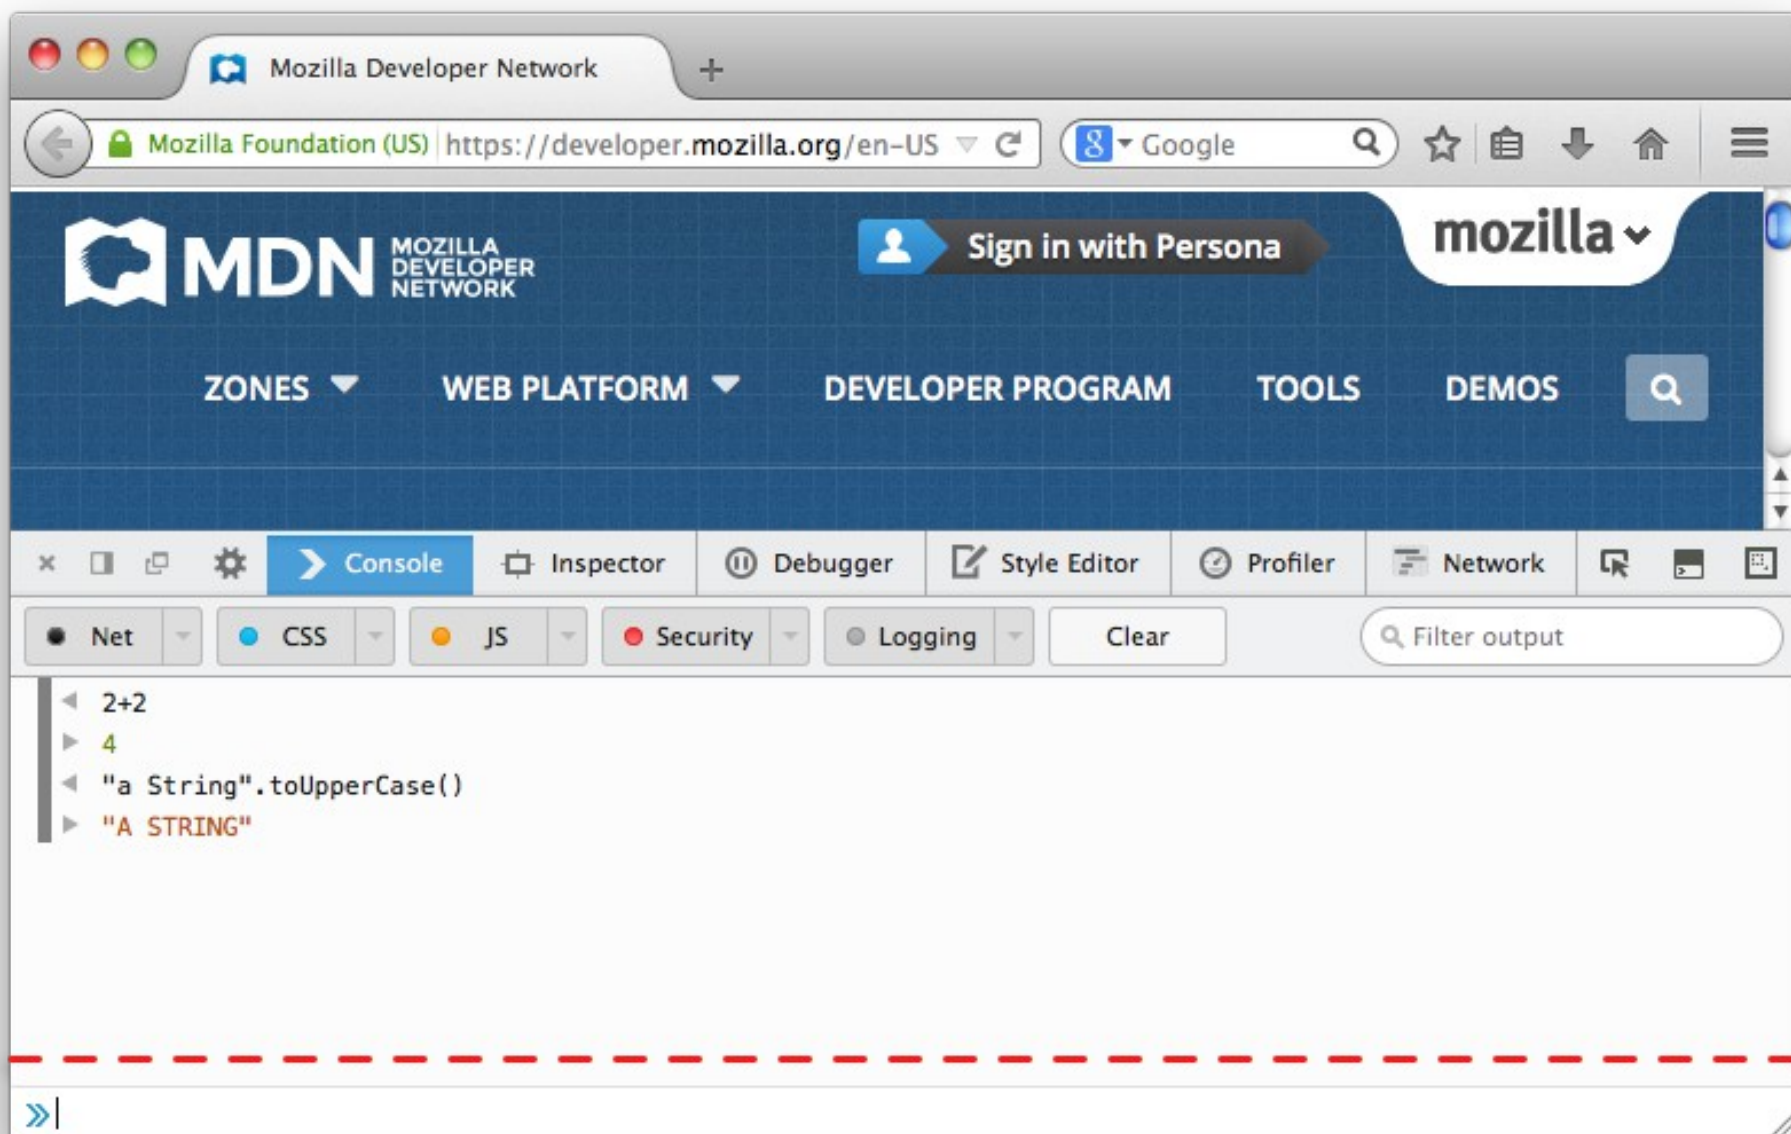 Mozilla Developer Network
Mozilla Foundation (US) https://developer.mozilla.org/en-US Google
MDN MOZILLA DEVELOPER NETWORK
Sign in with Persona
mozilla
ZONES WEB PLATFORM DEVELOPER PROGRAM TOOLS DEMOS
Console Inspector Debugger Style Editor Profiler Network
Net CSS JS Security Logging Clear Filter output
2+2
4
"a String".toUpperCase()
"A STRING"